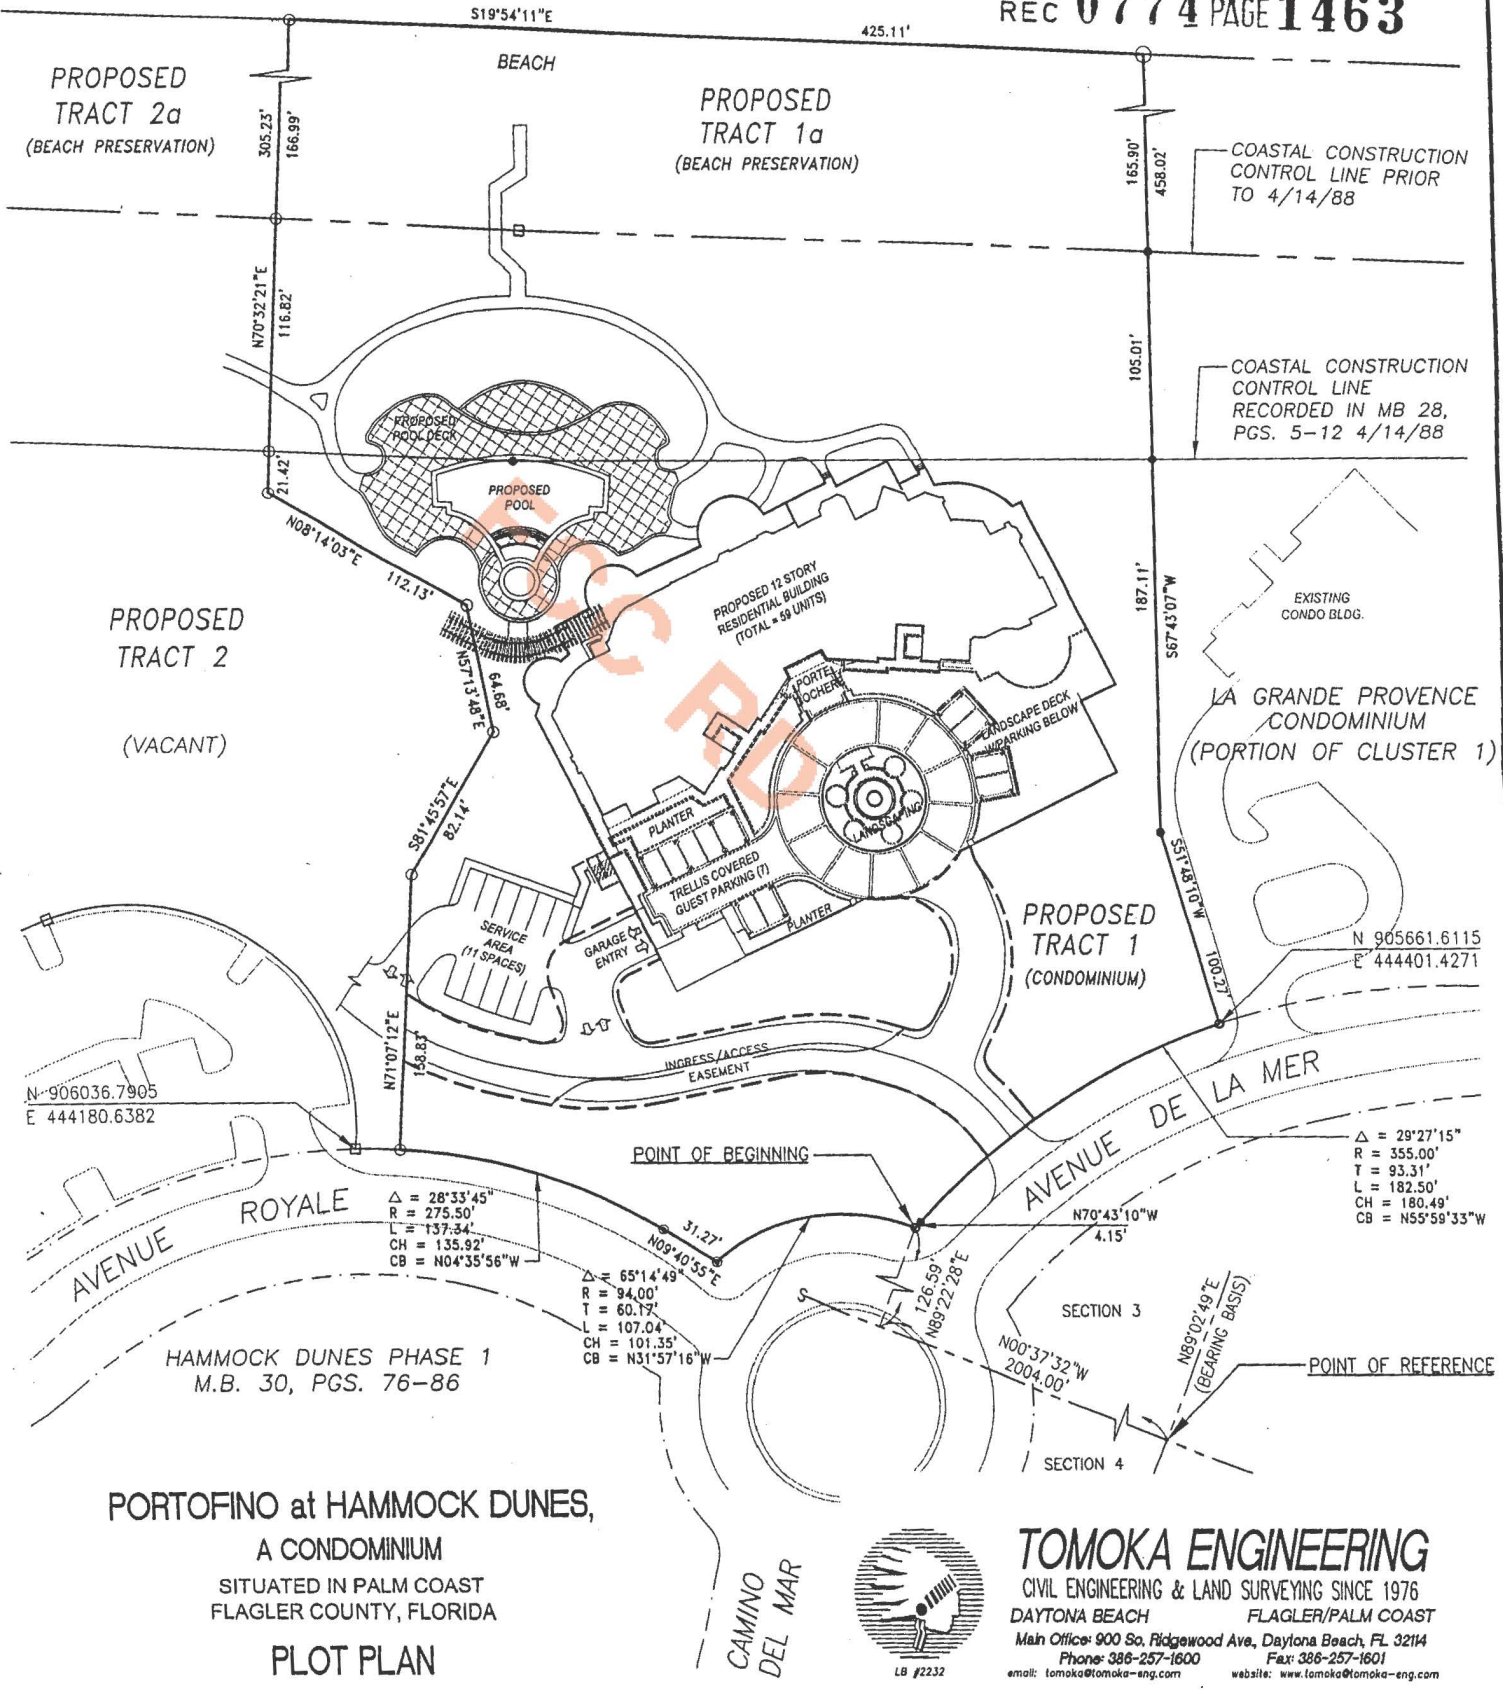 REC 0774 PAGE 1463
S19°54'11"E
425.11'
BEACH
PROPOSED
TRACT 2a
(BEACH PRESERVATION)
305.23'
166.99'
PROPOSED
TRACT 1a
(BEACH PRESERVATION)
165.90'
458.02'
COASTAL CONSTRUCTION
CONTROL LINE PRIOR
TO 4/14/88
N70°32'21"E
116.82'
105.01'
COASTAL CONSTRUCTION
CONTROL LINE
RECORDED IN MB 28,
PGS. 5-12 4/14/88
PROPOSED
POOL DECK
21.42'
PROPOSED
POOL
N08°14'03"E
112.13'
PROPOSED 12 STORY
RESIDENTIAL BUILDING
(TOTAL = 59 UNITS)
187.11'
S67°43'07"W
EXISTING
CONDO BLDG.
PROPOSED
TRACT 2
(VACANT)
N57°13'48"E
64.68'
PORTE
OCHERE
LANDSCAPE DECK
W/PARKING BELOW
LA GRANDE PROVENCE
CONDOMINIUM
(PORTION OF CLUSTER 1)
FCC RD
S81°45'57"E
82.14'
PLANTER
LANDSCAPING
TRELLIS COVERED
GUEST PARKING (7)
PLANTER
S51°48'10"W
100.27'
SERVICE
AREA
(11 SPACES)
GARAGE
ENTRY
PROPOSED
TRACT 1
(CONDOMINIUM)
N 905661.6115
E 444401.4271
N71°07'12"E
158.83'
INGRESS/ACCESS
EASEMENT
N 906036.7905
E 444180.6382
AVENUE DE LA MER
POINT OF BEGINNING
Δ = 29°27'15"
R = 355.00'
T = 93.31'
L = 182.50'
CH = 180.49'
CB = N55°59'33"W
AVENUE ROYALE
Δ = 28°33'45"
R = 275.50'
L = 137.34'
CH = 135.92'
CB = N04°35'56"W
31.27'
N09°40'55"E
N70°43'10"W
4.15'
Δ = 65°14'49"
R = 94.00'
T = 60.17'
L = 107.04'
CH = 101.35'
CB = N31°57'16"W
S
126.59'
N89°22'28"E
SECTION 3
N00°37'32"W
2004.00'
N89°02'49"E
(BEARING BASIS)
POINT OF REFERENCE
HAMMOCK DUNES PHASE 1
M.B. 30, PGS. 76-86
SECTION 4
PORTOFINO at HAMMOCK DUNES,
A CONDOMINIUM
SITUATED IN PALM COAST
FLAGLER COUNTY, FLORIDA
PLOT PLAN
CAMINO
DEL MAR
LB #2232
TOMOKA ENGINEERING
CIVIL ENGINEERING & LAND SURVEYING SINCE 1976
DAYTONA BEACH FLAGLER/PALM COAST
Main Office: 900 So. Ridgewood Ave., Daytona Beach, FL 32114
Phone: 386-257-1600 Fax: 386-257-1601
email: tomoka@tomoka-eng.com website: www.tomoka@tomoka-eng.com